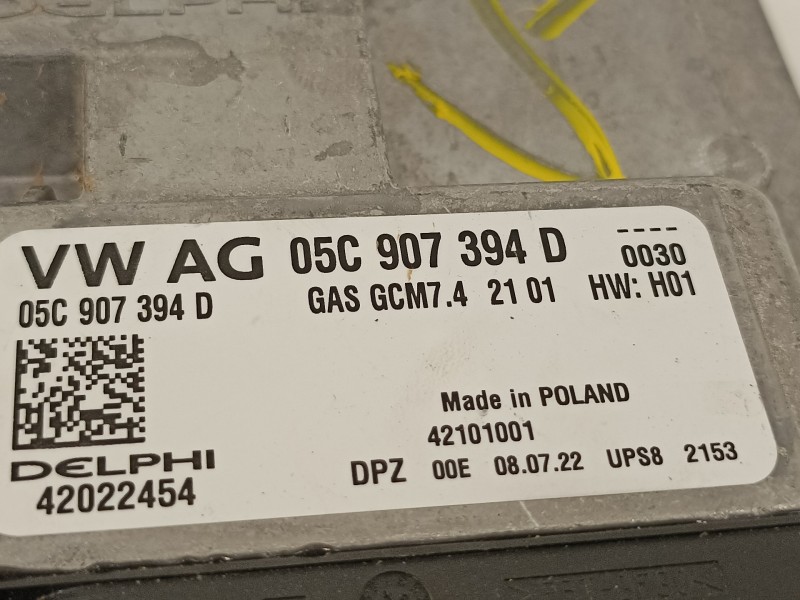 DELPHI
VW AG 05C 907 394 D ----
0030
05C 907 394 D GAS GCM7.4 21 01 HW: H01
Made in POLAND
42101001
DELPHI
DPZ 00E 08.07.22 UPS8 2153
42022454